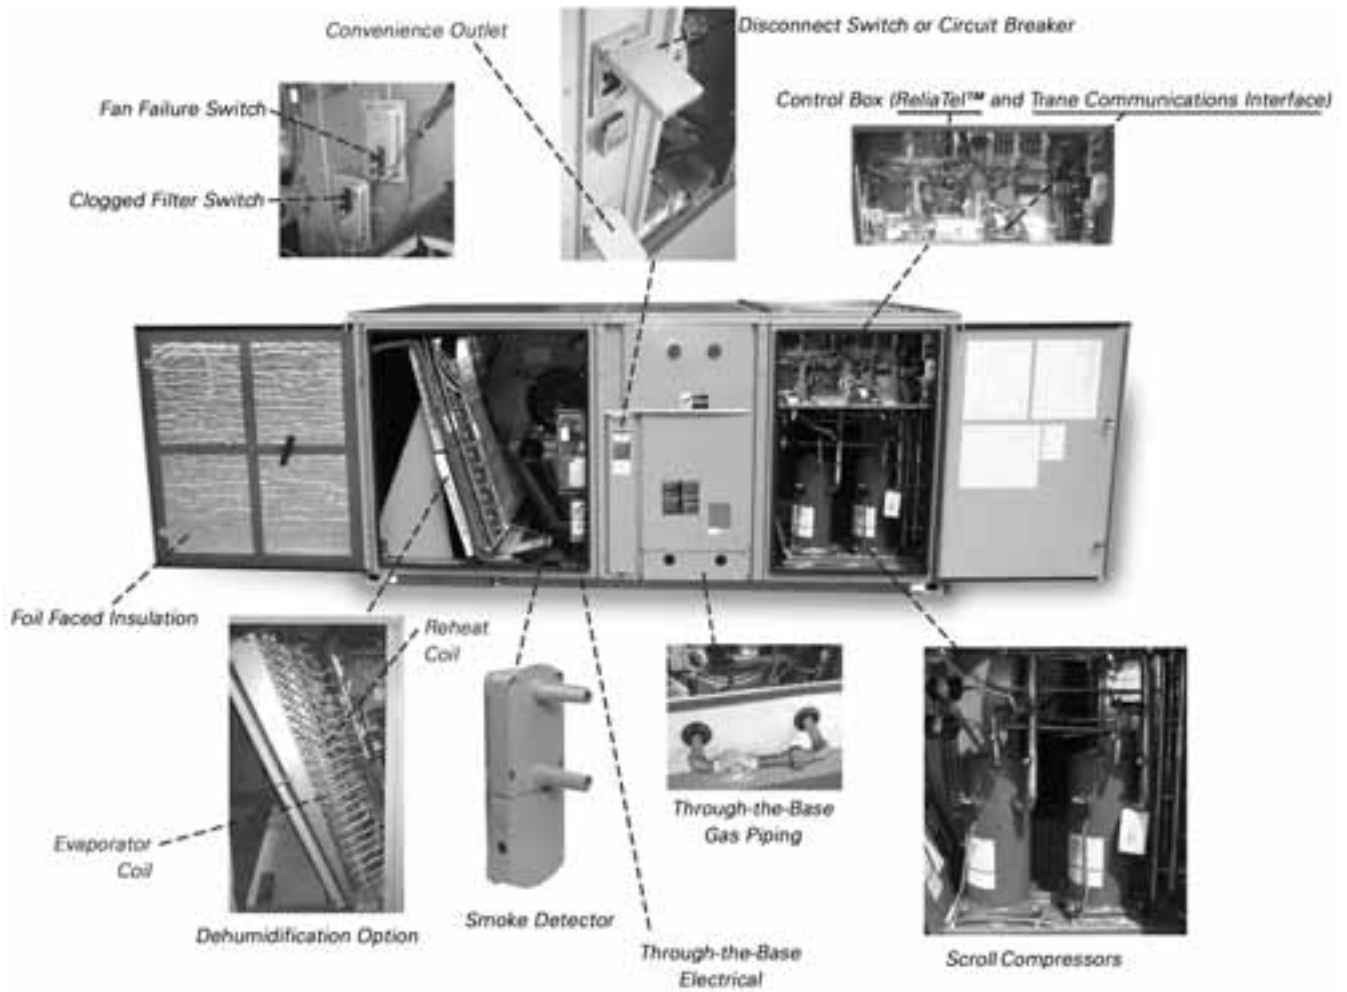 Convenience Outlet
Disconnect Switch or Circuit Breaker
Fan Failure Switch
Control Box (ReliaTel™ and Trane Communications Interface)
Clogged Filter Switch
Foil Faced Insulation
Reheat
Coil
Evaporator
Coil
Dehumidification Option
Smoke Detector
Through-the-Base
Gas Piping
Through-the-Base
Electrical
Scroll Compressors